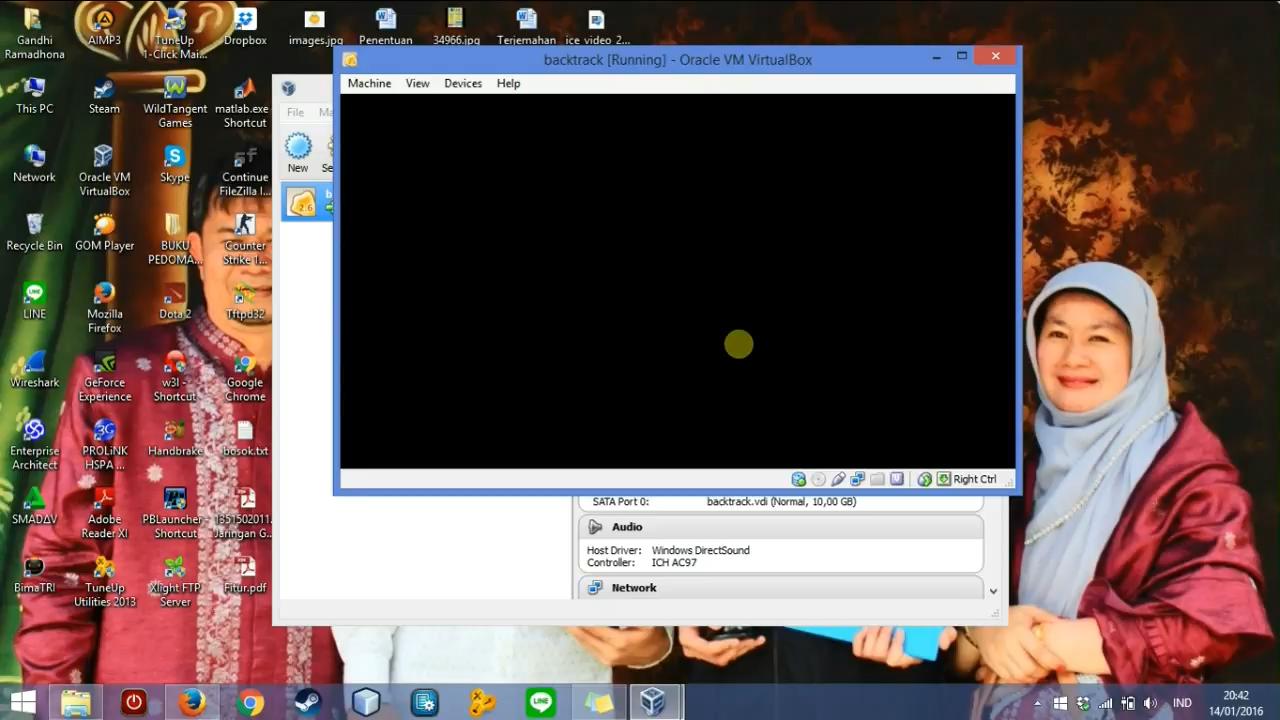 backtrack [Running] - Oracle VM VirtualBox
Machine View Devices Help
File
New
2.6
Right Ctrl
SATA Port 0: backtrack.vdi (Normal, 10,00 GB)
Audio
Host Driver: Windows DirectSound
Controller: ICH AC97
Network
Gandhi
Ramadhona
AIMP3
TuneUp
1-Click Mai...
Dropbox
images.jpg
Penentuan
34966.jpg
Terjemahan
ice_video_2...
This PC
Steam
WildTangent
Games
matlab.exe -
Shortcut
Network
Oracle VM
VirtualBox
Skype
Continue
FileZilla I...
Recycle Bin
GOM Player
BUKU
PEDOMA...
Counter
Strike 1....
LINE
Mozilla
Firefox
Dota 2
Tftpd32
Wireshark
GeForce
Experience
w3l -
Shortcut
Google
Chrome
Enterprise
Architect
PROLiNK
HSPA ...
Handbrake
bosok.txt
SMADΔV
Adobe
Reader XI
PBLauncher -
Shortcut
1351502011...
Jaringan G...
BimaTRI
TuneUp
Utilities 2013
Xlight FTP
Server
Fitur.pdf
IND
20:42
14/01/2016